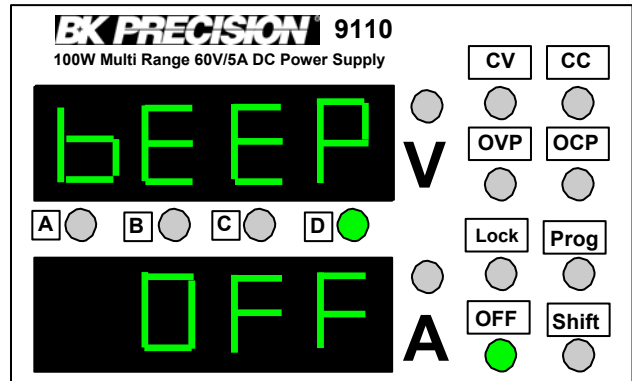 BK PRECISION® 9110
100W Multi Range 60V/5A DC Power Supply
CV CC
bEEP
V
OVP OCP
A B C D
Lock Prog
OFF
A
OFF Shift